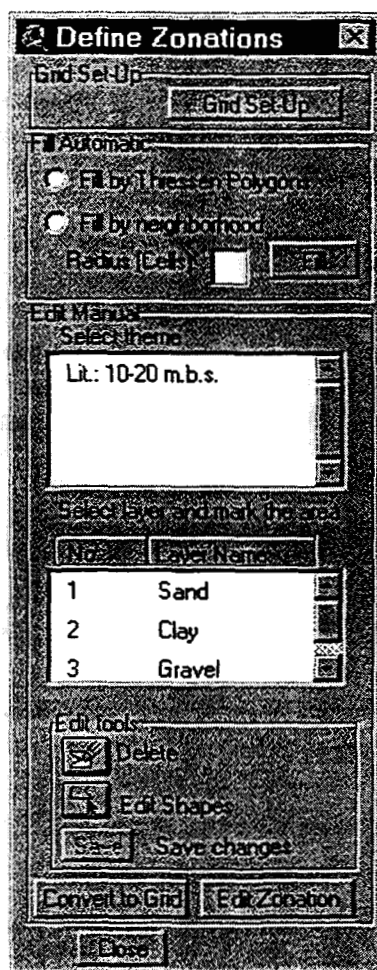 Define Zonations
Grid Set-Up
Grid Set-Up
Fill Automatic
Fill by Thiessen Polygons
Fill by neighborhood
Radius [Cells] Fill
Edit Manual
Select theme
Lit.: 10-20 m.b.s.
Select layer and mark the area
No. Layer Name
1 Sand
2 Clay
3 Gravel
Edit tools
Delete
Edit Shapes
Save Save changes
Convert to Grid Edit Zonation
Close